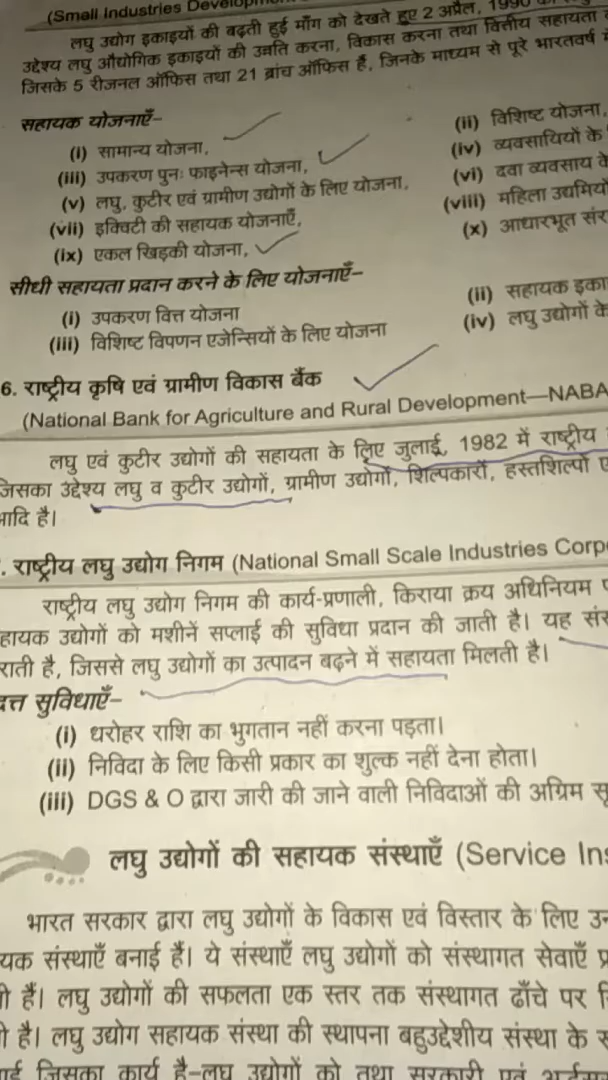 (Small Industries Develop
लघु उद्योग इकाइयों की बढ़ती हुई माँग को देखते हुए 2 अप्रैल, 1990
उद्देश्य लघु औद्योगिक इकाइयों की उन्नति करना, विकास करना तथा वित्तीय सहायता
जिसके 5 रीजनल ऑफिस तथा 21 ब्रांच ऑफिस हैं, जिनके माध्यम से पूरे भारतवर्ष
सहायक योजनाएँ–
(i) सामान्य योजना, (ii) विशिष्ट योजना,
(iii) उपकरण पुनः फाइनेन्स योजना, (iv) व्यवसायियों के
(v) लघु, कुटीर एवं ग्रामीण उद्योगों के लिए योजना, (vi) दवा व्यवसाय के
(vii) इक्विटी की सहायक योजनाएँ, (viii) महिला उद्यमियों
(ix) एकल खिड़की योजना, (x) आधारभूत संर
सीधी सहायता प्रदान करने के लिए योजनाएँ–
(i) उपकरण वित्त योजना (ii) सहायक इका
(iii) विशिष्ट विपणन एजेन्सियों के लिए योजना (iv) लघु उद्योगों के
6. राष्ट्रीय कृषि एवं ग्रामीण विकास बैंक
(National Bank for Agriculture and Rural Development—NABA
लघु एवं कुटीर उद्योगों की सहायता के लिए जुलाई, 1982 में राष्ट्रीय
जिसका उद्देश्य लघु व कुटीर उद्योगों, ग्रामीण उद्योगों, शिल्पकारों, हस्तशिल्पों ए
आदि है।
. राष्ट्रीय लघु उद्योग निगम (National Small Scale Industries Corp
राष्ट्रीय लघु उद्योग निगम की कार्य-प्रणाली, किराया क्रय अधिनियम
हायक उद्योगों को मशीनें सप्लाई की सुविधा प्रदान की जाती है। यह संस
राती है, जिससे लघु उद्योगों का उत्पादन बढ़ने में सहायता मिलती है।
दत्त सुविधाएँ–
(i) धरोहर राशि का भुगतान नहीं करना पड़ता।
(ii) निविदा के लिए किसी प्रकार का शुल्क नहीं देना होता।
(iii) DGS & O द्वारा जारी की जाने वाली निविदाओं की अग्रिम सू
लघु उद्योगों की सहायक संस्थाएँ (Service Ins
भारत सरकार द्वारा लघु उद्योगों के विकास एवं विस्तार के लिए उन
यक संस्थाएँ बनाई हैं। ये संस्थाएँ लघु उद्योगों को संस्थागत सेवाएँ प्र
ी हैं। लघु उद्योगों की सफलता एक स्तर तक संस्थागत ढाँचे पर नि
ी है। लघु उद्योग सहायक संस्था की स्थापना बहुउद्देशीय संस्था के रू
जिसका कार्य है–लघु उद्योगों को तथा सरकारी एवं